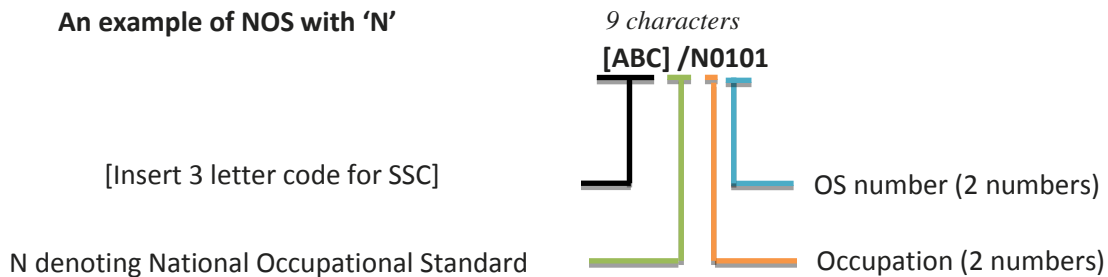 An example of NOS with ‘N’
9 characters
[ABC] /N0101
[Insert 3 letter code for SSC]
OS number (2 numbers)
N denoting National Occupational Standard
Occupation (2 numbers)